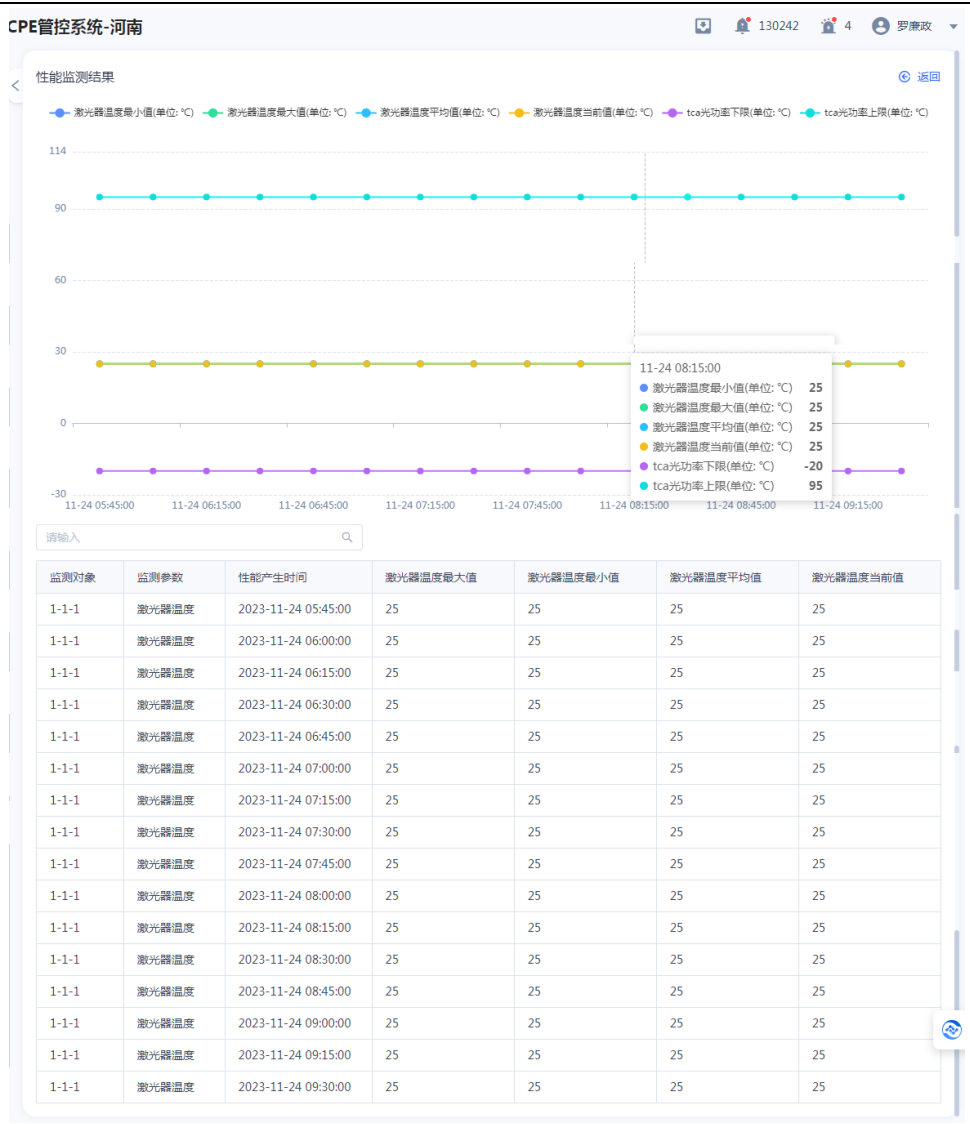 CPE管控系统-河南
130242
4
罗廉政
性能监测结果
返回
激光器温度最小值(单位: ℃)
激光器温度最大值(单位: ℃)
激光器温度平均值(单位: ℃)
激光器温度当前值(单位: ℃)
tca光功率下限(单位: ℃)
tca光功率上限(单位: ℃)
114
90
60
30
0
-30
11-24 08:15:00
激光器温度最小值(单位: ℃) 25
激光器温度最大值(单位: ℃) 25
激光器温度平均值(单位: ℃) 25
激光器温度当前值(单位: ℃) 25
tca光功率下限(单位: ℃) -20
tca光功率上限(单位: ℃) 95
11-24 05:45:00 11-24 06:15:00 11-24 06:45:00 11-24 07:15:00 11-24 07:45:00 11-24 08:15:00 11-24 08:45:00 11-24 09:15:00
请输入
监测对象 监测参数 性能产生时间 激光器温度最大值 激光器温度最小值 激光器温度平均值 激光器温度当前值
1-1-1 激光器温度 2023-11-24 05:45:00 25 25 25 25
1-1-1 激光器温度 2023-11-24 06:00:00 25 25 25 25
1-1-1 激光器温度 2023-11-24 06:15:00 25 25 25 25
1-1-1 激光器温度 2023-11-24 06:30:00 25 25 25 25
1-1-1 激光器温度 2023-11-24 06:45:00 25 25 25 25
1-1-1 激光器温度 2023-11-24 07:00:00 25 25 25 25
1-1-1 激光器温度 2023-11-24 07:15:00 25 25 25 25
1-1-1 激光器温度 2023-11-24 07:30:00 25 25 25 25
1-1-1 激光器温度 2023-11-24 07:45:00 25 25 25 25
1-1-1 激光器温度 2023-11-24 08:00:00 25 25 25 25
1-1-1 激光器温度 2023-11-24 08:15:00 25 25 25 25
1-1-1 激光器温度 2023-11-24 08:30:00 25 25 25 25
1-1-1 激光器温度 2023-11-24 08:45:00 25 25 25 25
1-1-1 激光器温度 2023-11-24 09:00:00 25 25 25 25
1-1-1 激光器温度 2023-11-24 09:15:00 25 25 25 25
1-1-1 激光器温度 2023-11-24 09:30:00 25 25 25 25